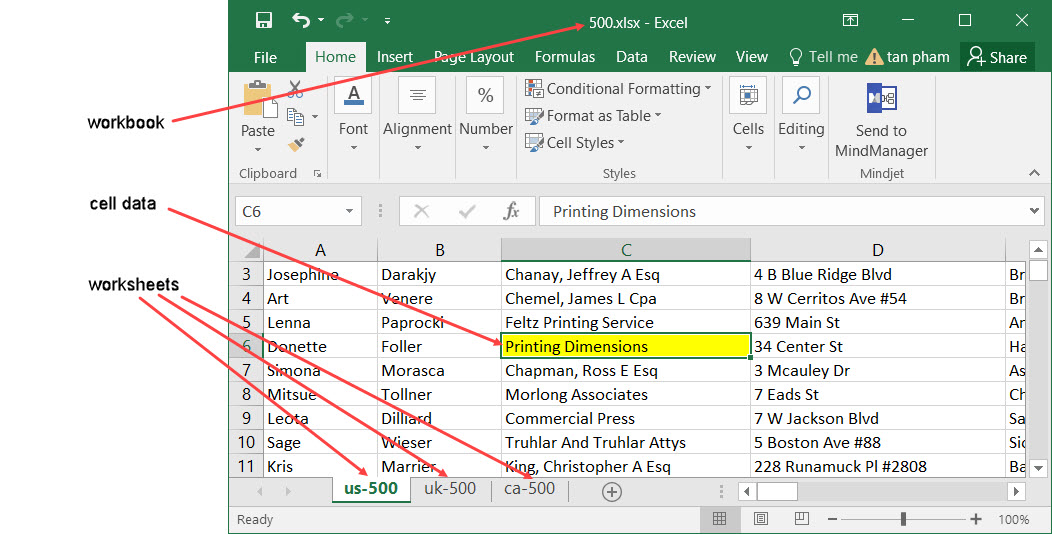 500.xlsx - Excel
File Home Insert Page Layout Formulas Data Review View Tell me tan pham Share
workbook
Paste
Clipboard
Font
Alignment
%
Number
Conditional Formatting
Format as Table
Cell Styles
Styles
Cells
Editing
Send to
MindManager
Mindjet
cell data
C6 fx Printing Dimensions
A B C D
worksheets
3 Josephine Darakjy Chanay, Jeffrey A Esq 4 B Blue Ridge Blvd Br
4 Art Venere Chemel, James L Cpa 8 W Cerritos Ave #54 Br
5 Lenna Paprocki Feltz Printing Service 639 Main St
6 Donette Foller Printing Dimensions 34 Center St Ha
7 Simona Morasca Chapman, Ross E Esq 3 Mcauley Dr As
8 Mitsue Tollner Morlong Associates 7 Eads St
9 Leota Dilliard Commercial Press 7 W Jackson Blvd Sa
10 Sage Wieser Truhlar And Truhlar Attys 5 Boston Ave #88
11 Kris Marrier King, Christopher A Esq 228 Runamuck Pl #2808 Ba
us-500 uk-500 ca-500
Ready 100%